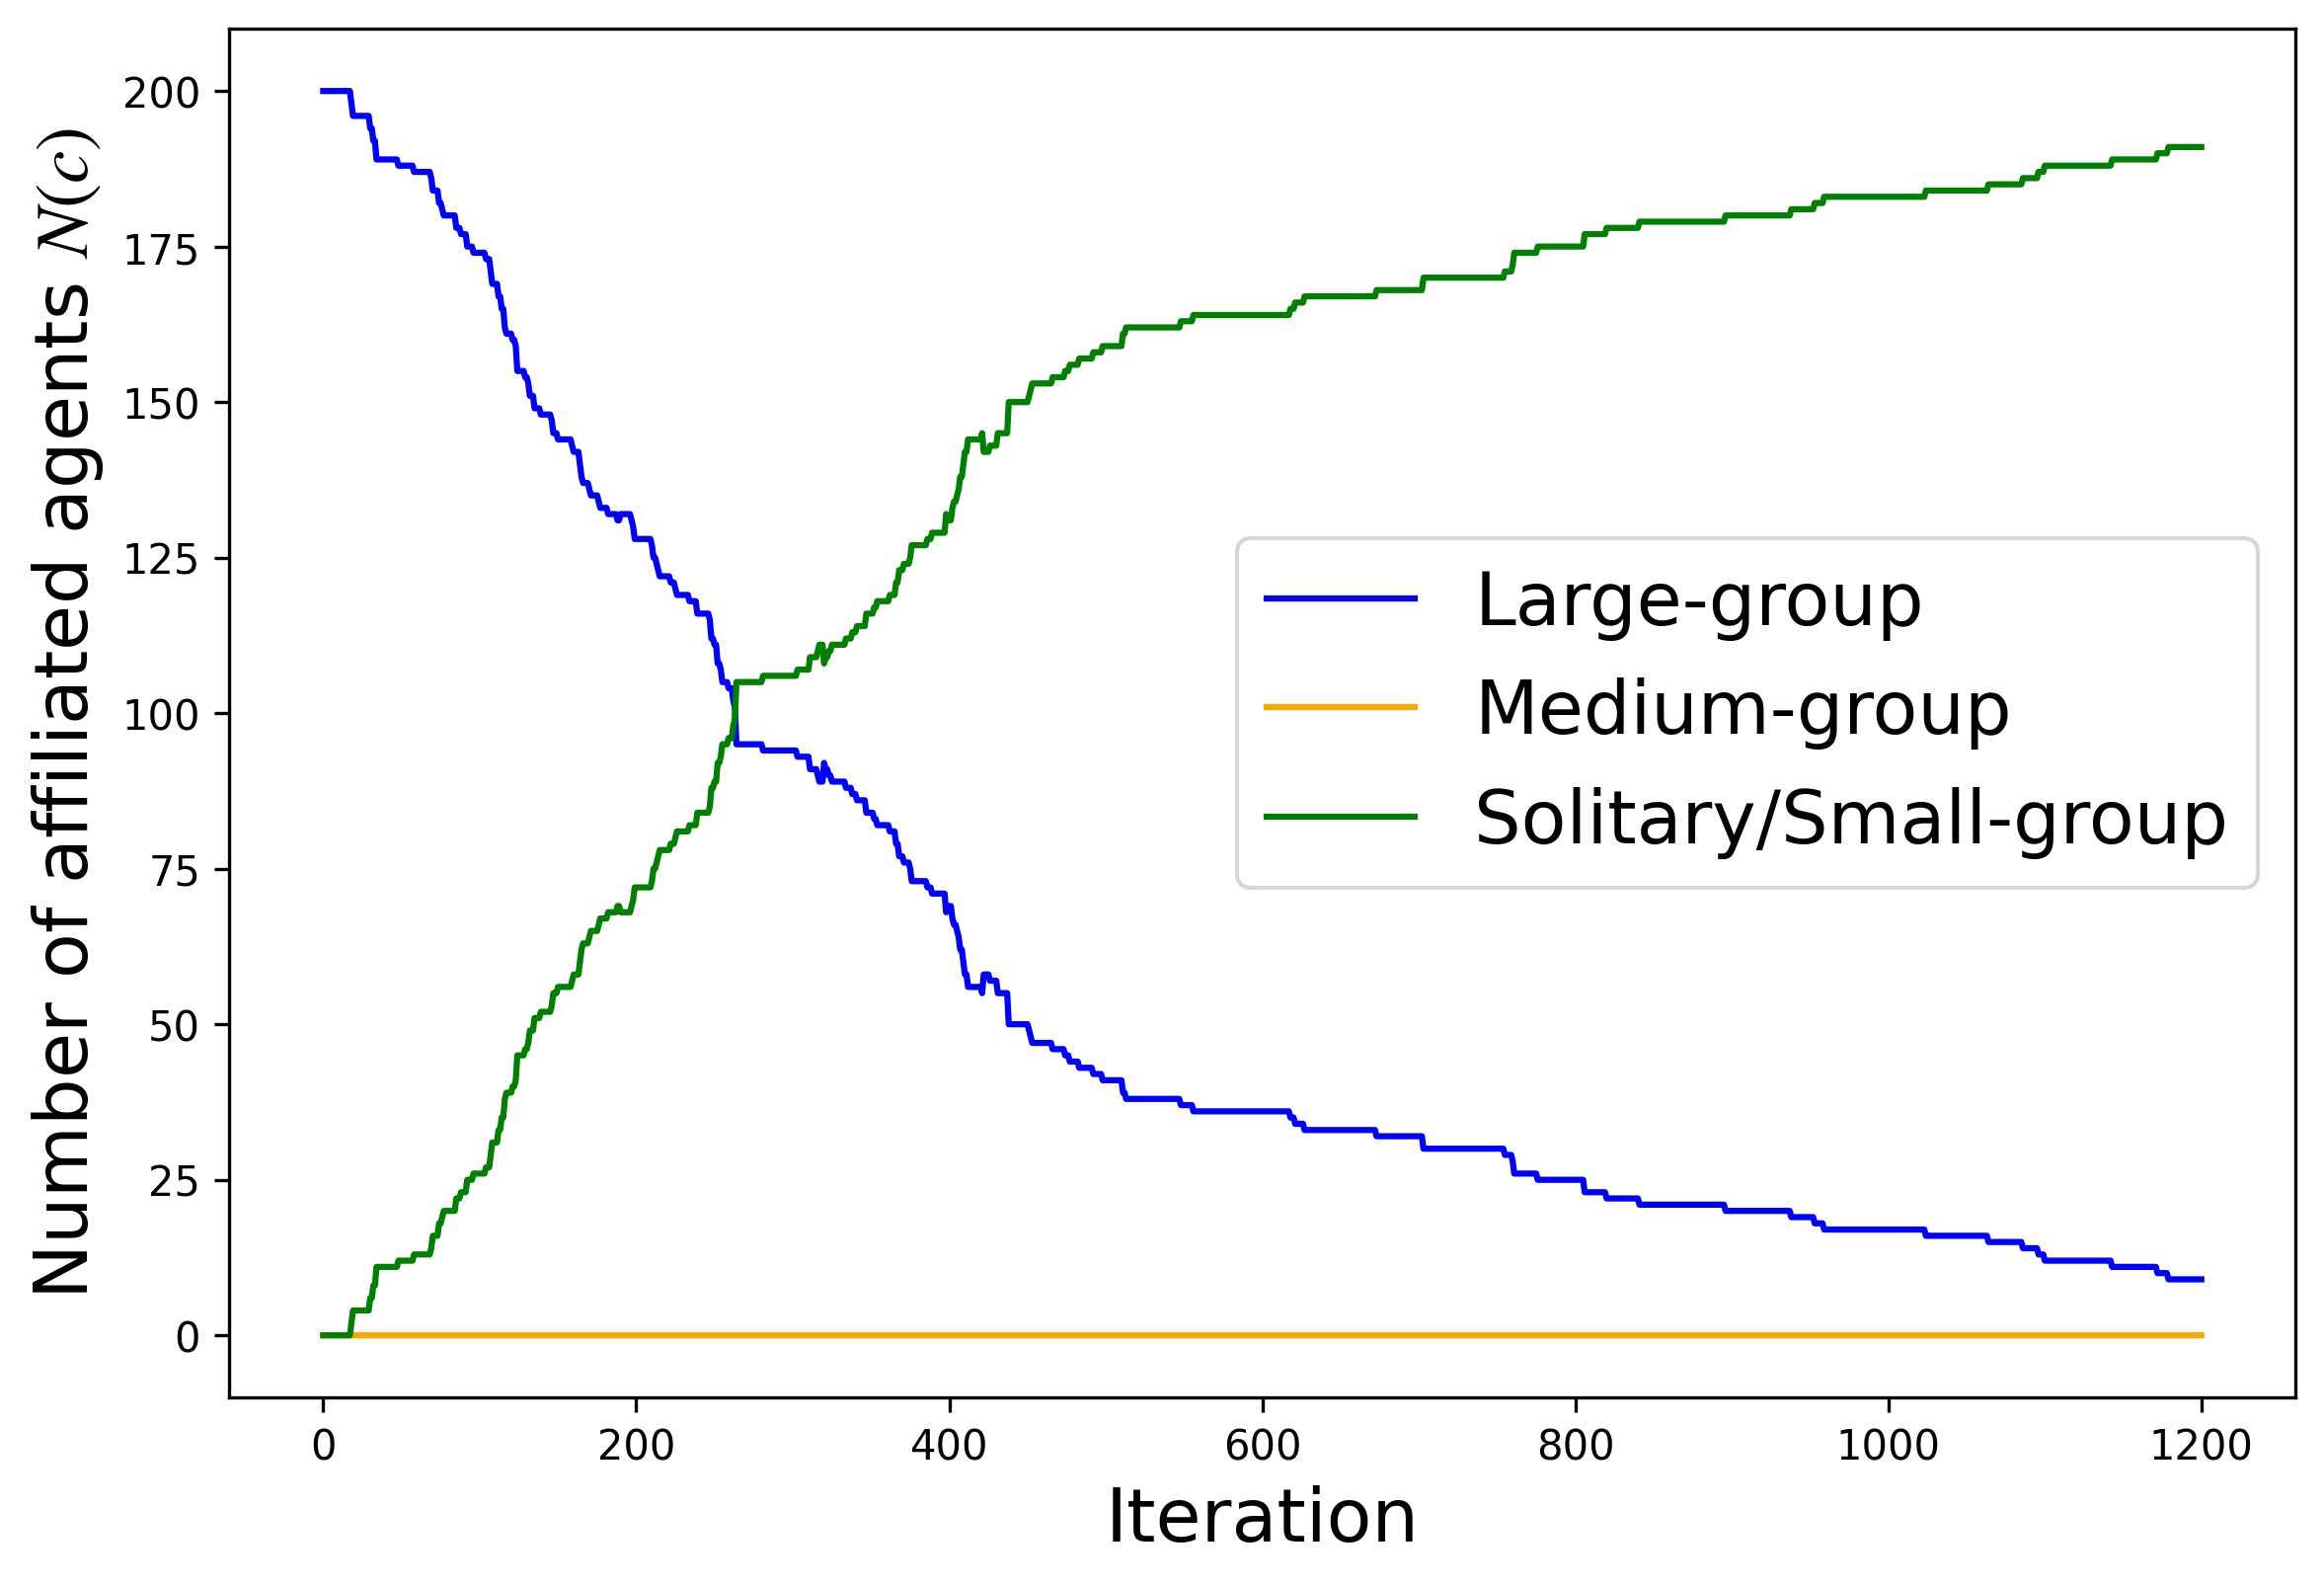 Number of affiliated agents N(c)
200
175
150
125
100
75
50
25
0
Large-group
Medium-group
Solitary/Small-group
0 200 400 600 800 1000 1200
Iteration